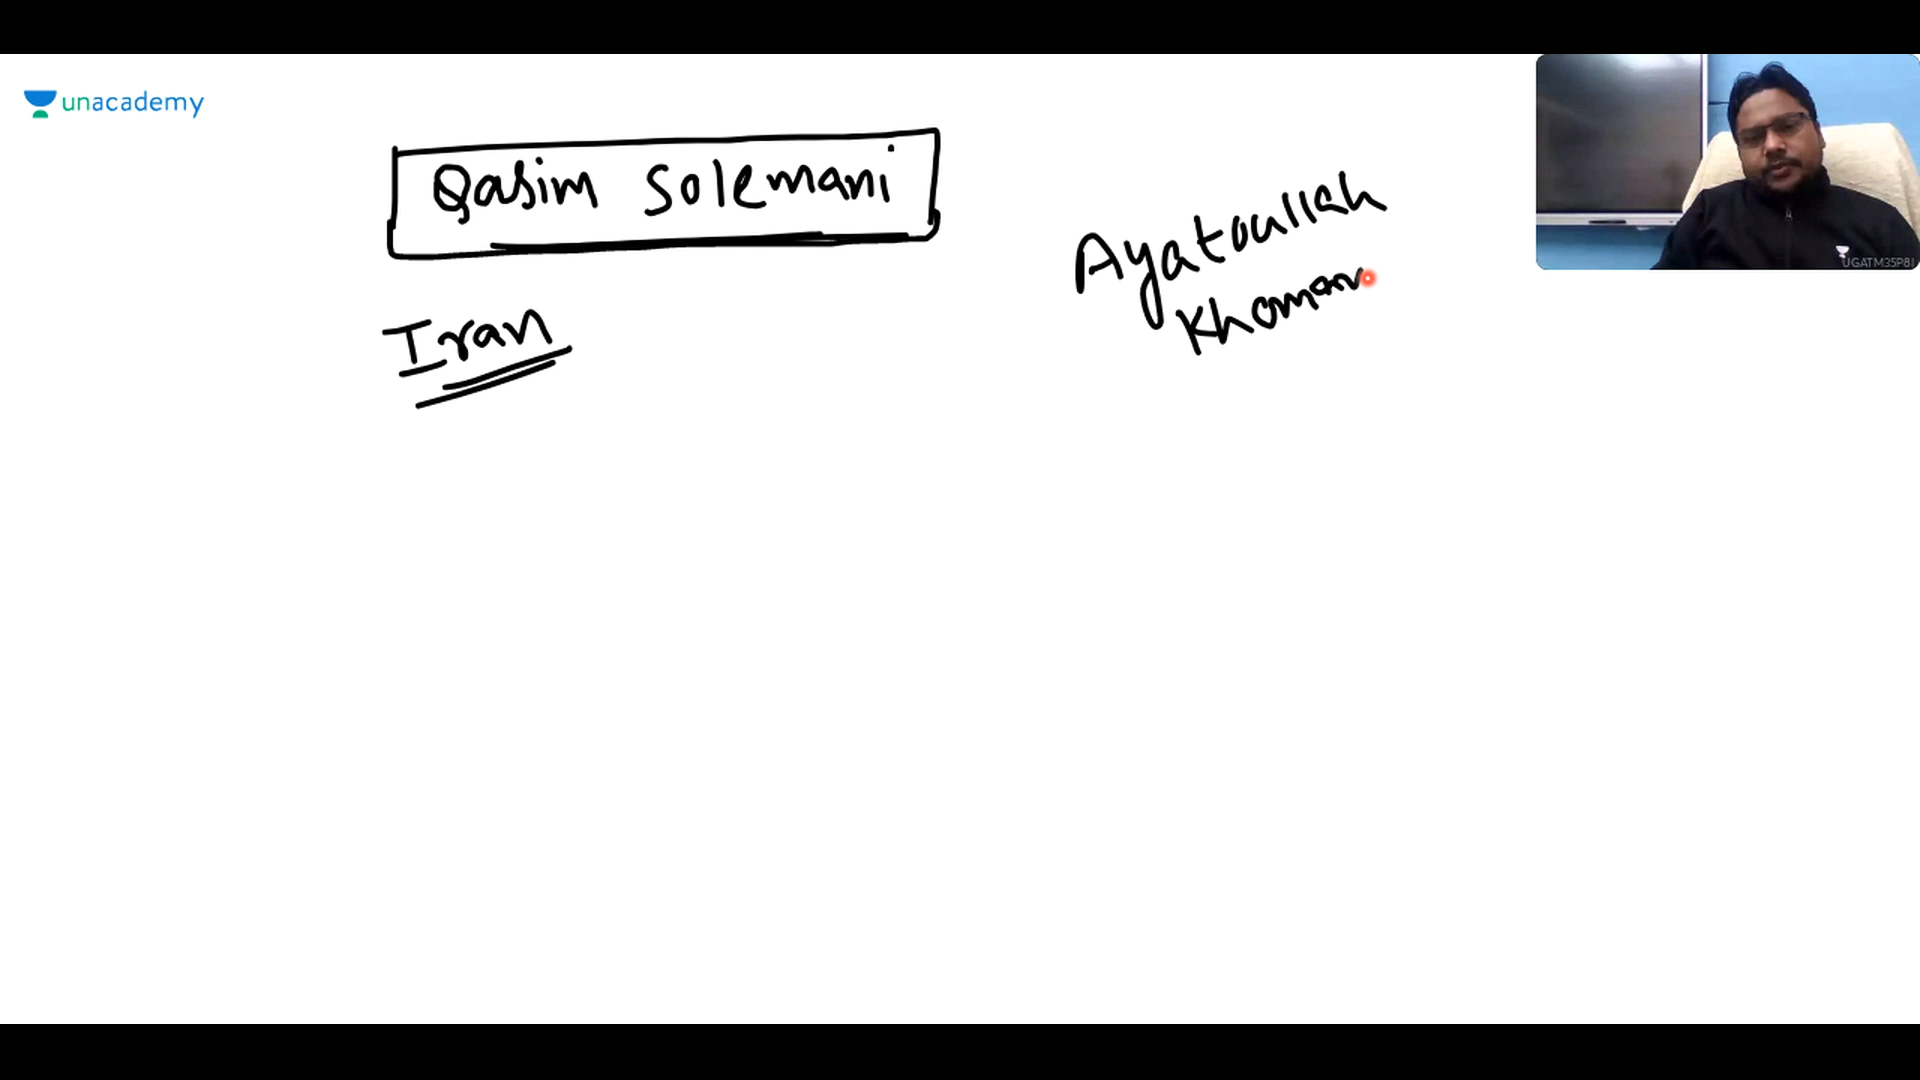 unacademy
Qasim Solemani
Iran
Ayatoullah
Khoman
UGATM35P8I